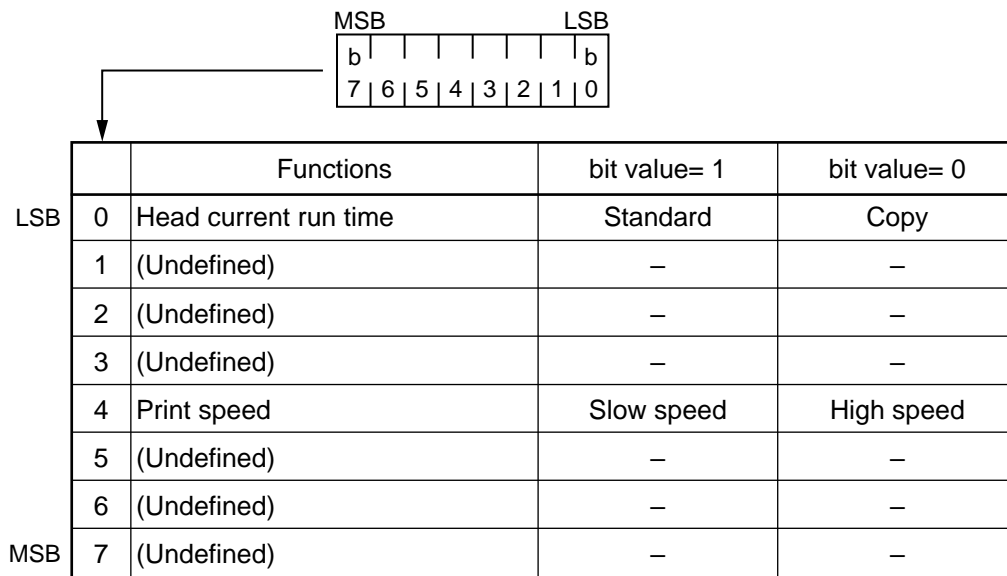 MSB LSB
b b
7 6 5 4 3 2 1 0
Functions bit value= 1 bit value= 0
LSB 0 Head current run time Standard Copy
1 (Undefined) – –
2 (Undefined) – –
3 (Undefined) – –
4 Print speed Slow speed High speed
5 (Undefined) – –
6 (Undefined) – –
MSB 7 (Undefined) – –